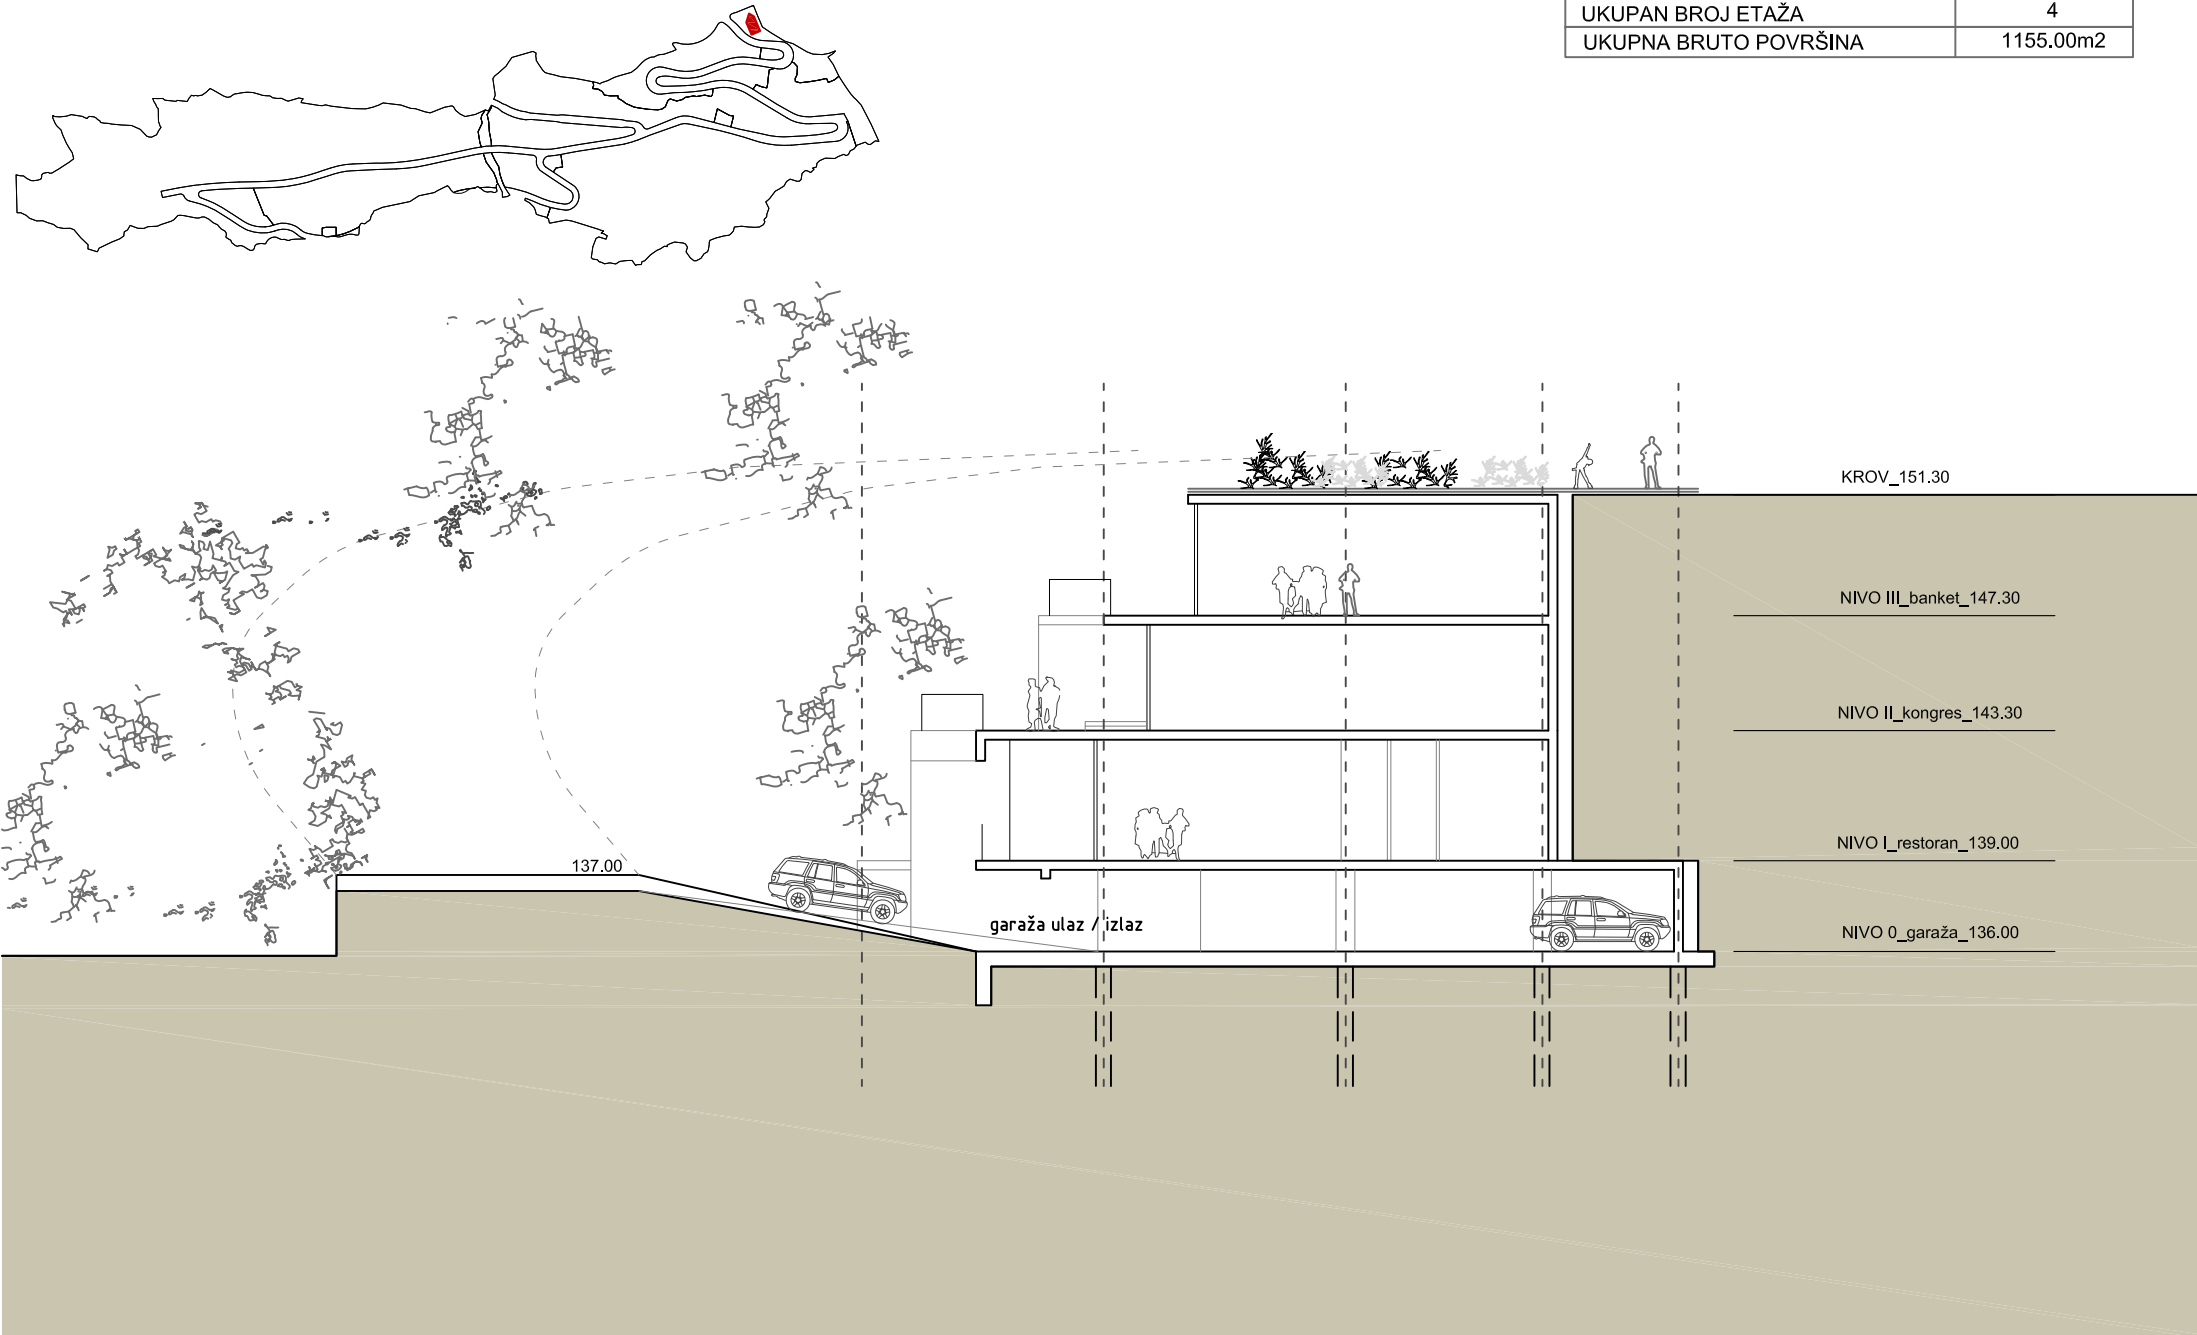 UKUPAN BROJ ETAŽA 4
UKUPNA BRUTO POVRŠINA 1155.00m2
KROV_151.30
NIVO III_banket_147.30
NIVO II_kongres_143.30
NIVO I_restoran_139.00
137.00
garaža ulaz / izlaz
NIVO 0_garaža_136.00